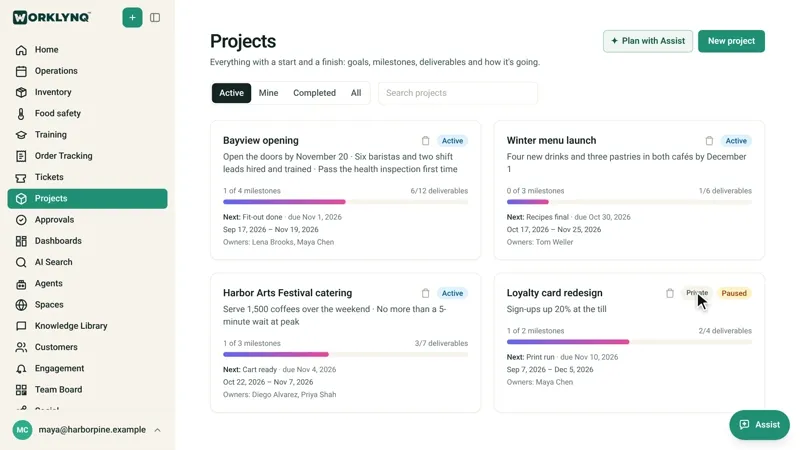 WORKLYNQ
Home
Operations
Inventory
Food safety
Training
Order Tracking
Tickets
Projects
Approvals
Dashboards
AI Search
Agents
Spaces
Knowledge Library
Customers
Engagement
Team Board
MC maya@harborpine.example
Projects
Everything with a start and a finish: goals, milestones, deliverables and how it's going.
Plan with Assist
New project
Active Mine Completed All
Search projects
Bayview opening Active
Open the doors by November 20 · Six baristas and two shift
leads hired and trained · Pass the health inspection first time
1 of 4 milestones 6/12 deliverables
Next: Fit-out done · due Nov 1, 2026
Sep 17, 2026 – Nov 19, 2026
Owners: Lena Brooks, Maya Chen
Winter menu launch Active
Four new drinks and three pastries in both cafés by December
1
0 of 3 milestones 1/6 deliverables
Next: Recipes final · due Oct 30, 2026
Oct 17, 2026 – Nov 25, 2026
Owners: Tom Weller
Harbor Arts Festival catering Active
Serve 1,500 coffees over the weekend · No more than a 5-
minute wait at peak
1 of 3 milestones 3/7 deliverables
Next: Cart ready · due Nov 4, 2026
Oct 22, 2026 – Nov 7, 2026
Owners: Diego Alvarez, Priya Shah
Loyalty card redesign Private Paused
Sign-ups up 20% at the till
1 of 2 milestones 2/4 deliverables
Next: Print run · due Nov 10, 2026
Sep 7, 2026 – Dec 5, 2026
Owners: Maya Chen
Assist